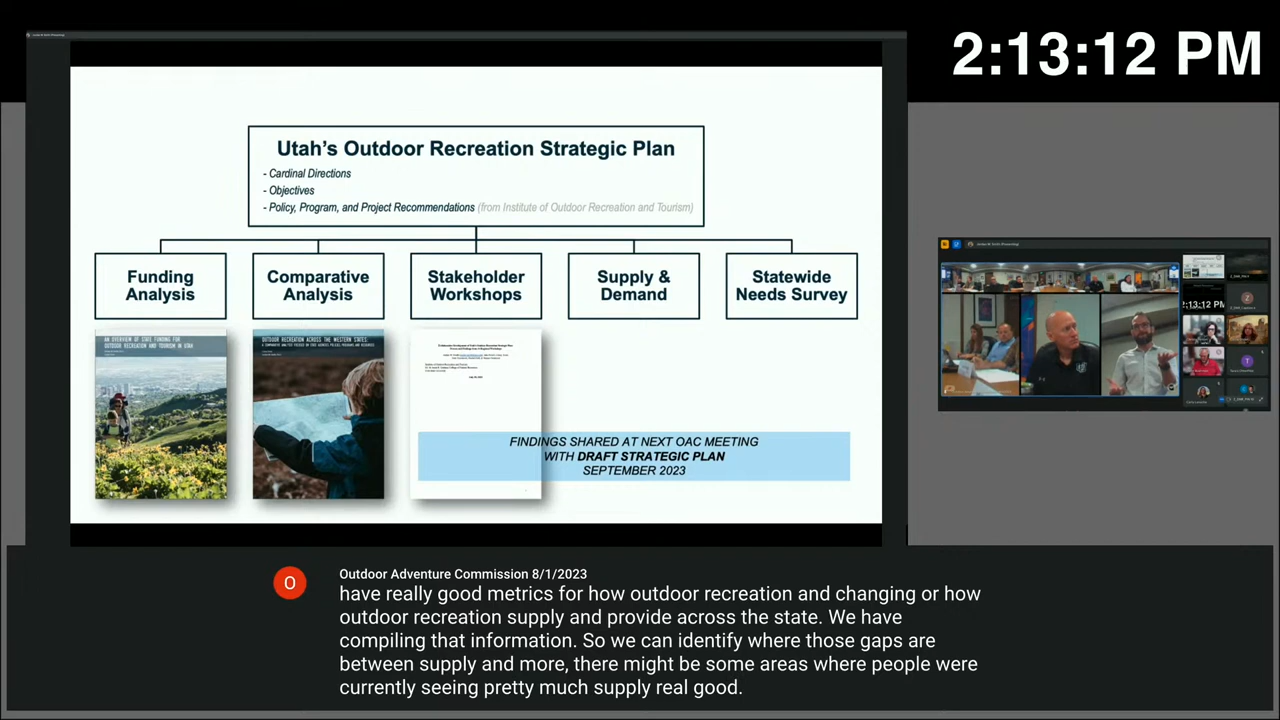 2:13:12 PM
Utah's Outdoor Recreation Strategic Plan
- Cardinal Directions
- Objectives
- Policy, Program, and Project Recommendations (from Institute of Outdoor Recreation and Tourism)
Funding
Analysis
Comparative
Analysis
Stakeholder
Workshops
Supply &
Demand
Statewide
Needs Survey
AN OVERVIEW OF STATE FUNDING FOR
OUTDOOR RECREATION AND TOURISM IN UTAH
OUTDOOR RECREATION ACROSS THE WESTERN STATES:
FINDINGS SHARED AT NEXT OAC MEETING
WITH DRAFT STRATEGIC PLAN
SEPTEMBER 2023
2:13:12 PM
O
Outdoor Adventure Commission 8/1/2023
have really good metrics for how outdoor recreation and changing or how
outdoor recreation supply and provide across the state. We have
compiling that information. So we can identify where those gaps are
between supply and more, there might be some areas where people were
currently seeing pretty much supply real good.